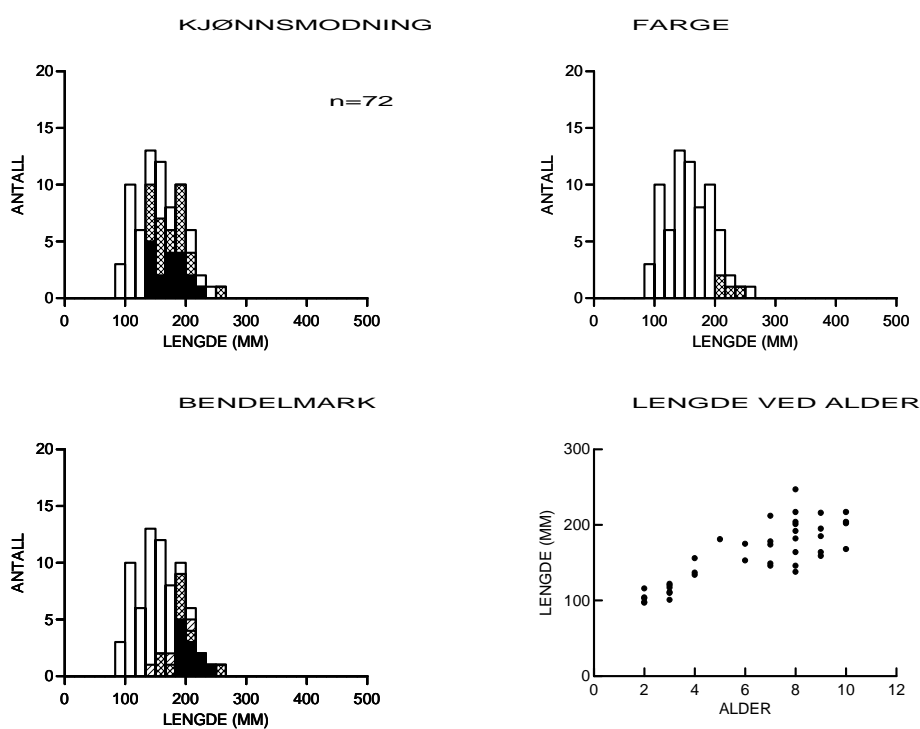 KJØNNSMODNING
n=72
ANTALL
20
15
10
5
0
0 100 200 300 400 500
LENGDE (MM)
FARGE
ANTALL
20
15
10
5
0
0 100 200 300 400 500
LENGDE (MM)
BENDELMARK
ANTALL
20
15
10
5
0
0 100 200 300 400 500
LENGDE (MM)
LENGDE VED ALDER
LENGDE (MM)
300
200
100
0
0 2 4 6 8 10 12
ALDER